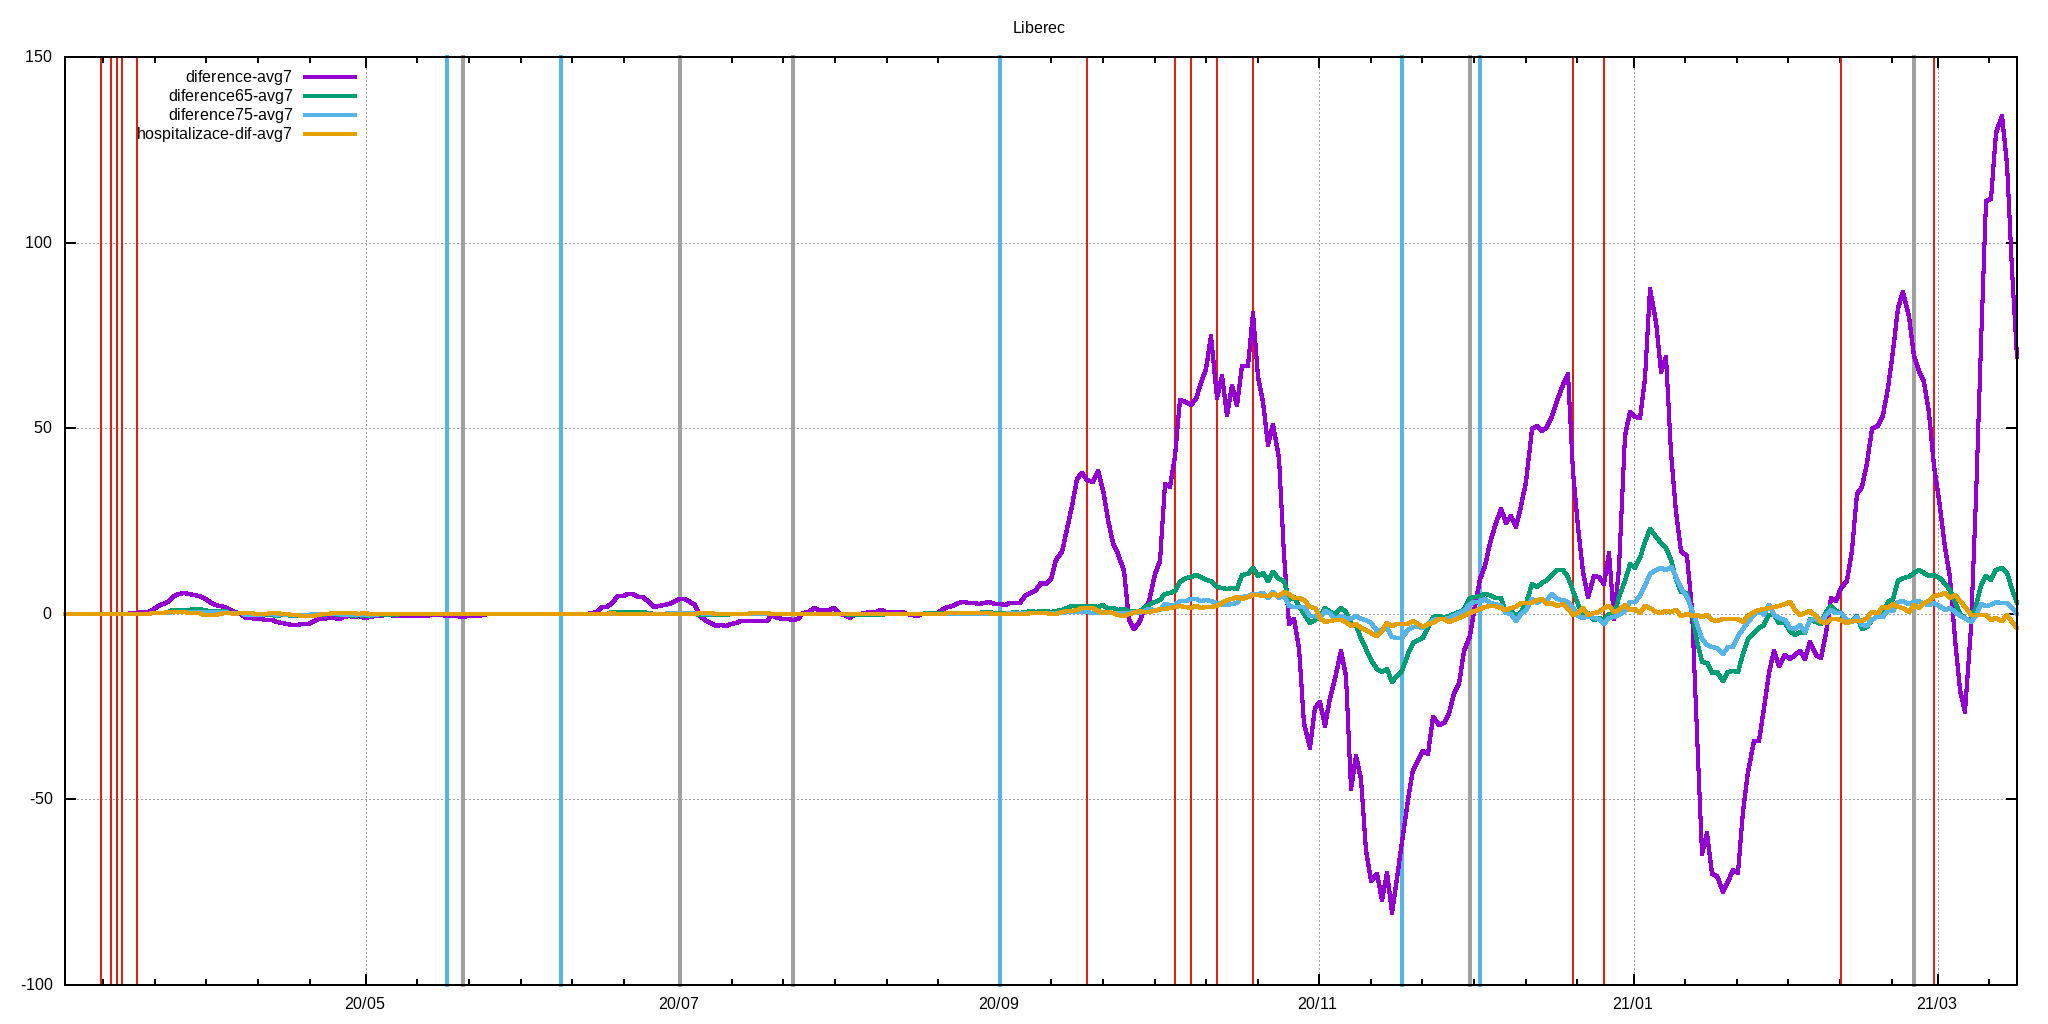 Liberec
150
100
50
0
-50
-100
diference-avg7
diference65-avg7
diference75-avg7
hospitalizace-dif-avg7
20/05 20/07 20/09 20/11 21/01 21/03